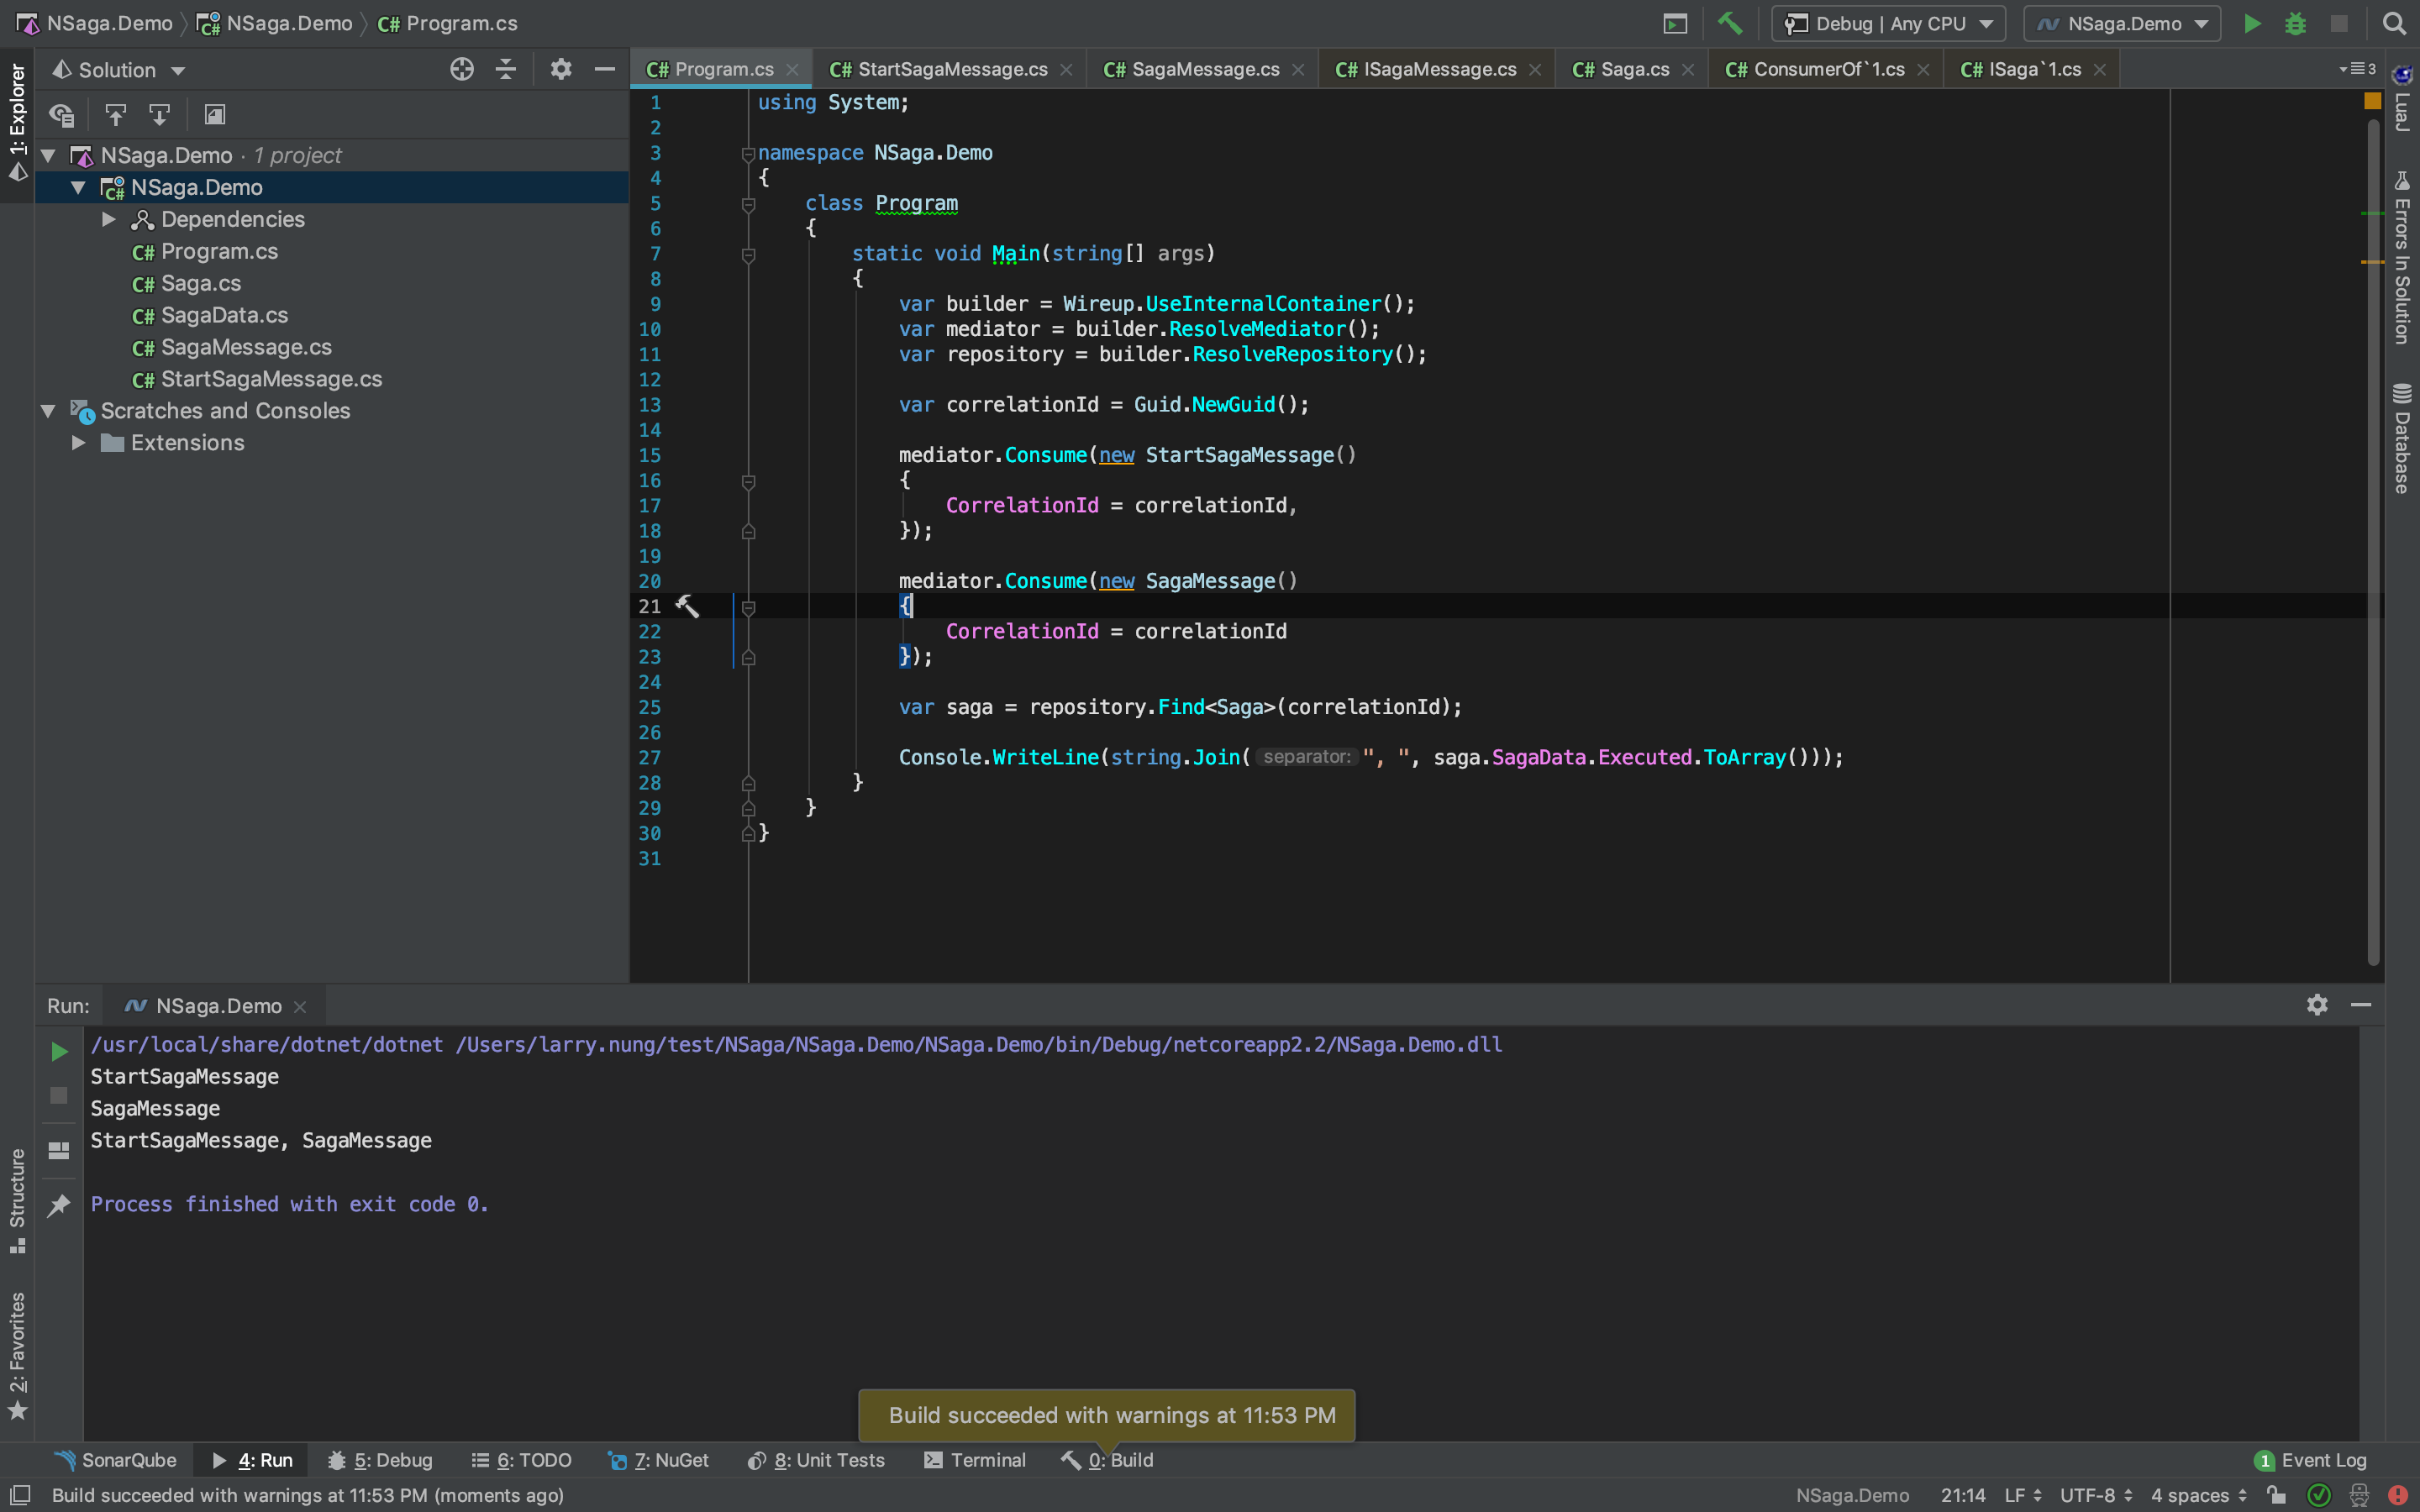 NSaga.Demo NSaga.Demo C# Program.cs
Debug | Any CPU NSaga.Demo
1: Explorer
Solution
NSaga.Demo · 1 project
NSaga.Demo
Dependencies
C# Program.cs
C# Saga.cs
C# SagaData.cs
C# SagaMessage.cs
C# StartSagaMessage.cs
Scratches and Consoles
Extensions
C# Program.cs C# StartSagaMessage.cs C# SagaMessage.cs C# ISagaMessage.cs C# Saga.cs C# ConsumerOf`1.cs C# ISaga`1.cs 3
1 using System;
2
3 namespace NSaga.Demo
4 {
5 class Program
6 {
7 static void Main(string[] args)
8 {
9 var builder = Wireup.UseInternalContainer();
10 var mediator = builder.ResolveMediator();
11 var repository = builder.ResolveRepository();
12
13 var correlationId = Guid.NewGuid();
14
15 mediator.Consume(new StartSagaMessage()
16 {
17 CorrelationId = correlationId,
18 });
19
20 mediator.Consume(new SagaMessage()
21 {
22 CorrelationId = correlationId
23 });
24
25 var saga = repository.Find<Saga>(correlationId);
26
27 Console.WriteLine(string.Join( separator: ", ", saga.SagaData.Executed.ToArray()));
28 }
29 }
30 }
31
LuaJ
Errors In Solution
Database
Run: NSaga.Demo
/usr/local/share/dotnet/dotnet /Users/larry.nung/test/NSaga/NSaga.Demo/NSaga.Demo/bin/Debug/netcoreapp2.2/NSaga.Demo.dll
StartSagaMessage
SagaMessage
StartSagaMessage, SagaMessage
Process finished with exit code 0.
Structure
2: Favorites
Build succeeded with warnings at 11:53 PM
SonarQube 4: Run 5: Debug 6: TODO 7: NuGet 8: Unit Tests Terminal 0: Build 1 Event Log
Build succeeded with warnings at 11:53 PM (moments ago) NSaga.Demo 21:14 LF UTF-8 4 spaces